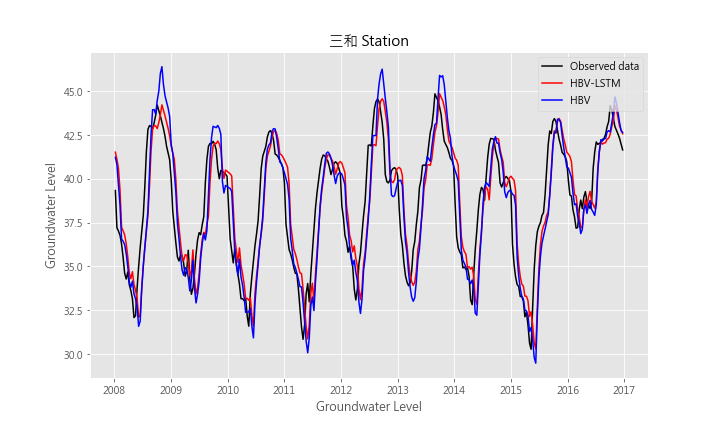 三和 Station
Observed data
HBV-LSTM
HBV
Groundwater Level
45.0
42.5
40.0
37.5
35.0
32.5
30.0
2008 2009 2010 2011 2012 2013 2014 2015 2016 2017
Groundwater Level